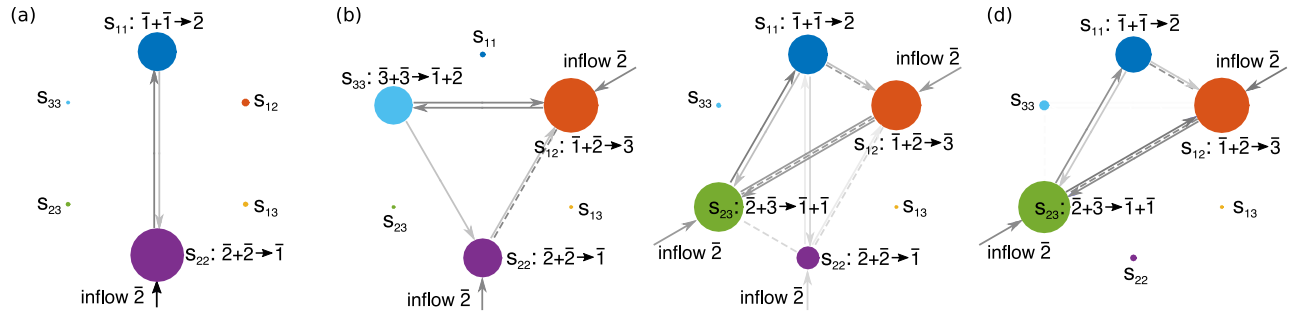 (a)
S₁₁: 1̄+1̄→2̄
S₃₃
S₁₂
S₂₃
S₁₃
S₂₂: 2̄+2̄→1̄
inflow 2̄
(b)
S₁₁
inflow 2̄
S₃₃: 3̄+3̄→1̄+2̄
S₁₂: 1̄+2̄→3̄
S₂₃
S₁₃
S₂₂: 2̄+2̄→1̄
inflow 2̄
S₁₁: 1̄+1̄→2̄
inflow 2̄
S₃₃
S₁₂: 1̄+2̄→3̄
S₂₃: 2̄+3̄→1̄+1̄
S₁₃
inflow 2̄
S₂₂: 2̄+2̄→1̄
inflow 2̄
(d)
S₁₁: 1̄+1̄→2̄
inflow 2̄
S₃₃
S₁₂: 1̄+2̄→3̄
S₂₃: 2̄+3̄→1̄+1̄
S₁₃
inflow 2̄
S₂₂